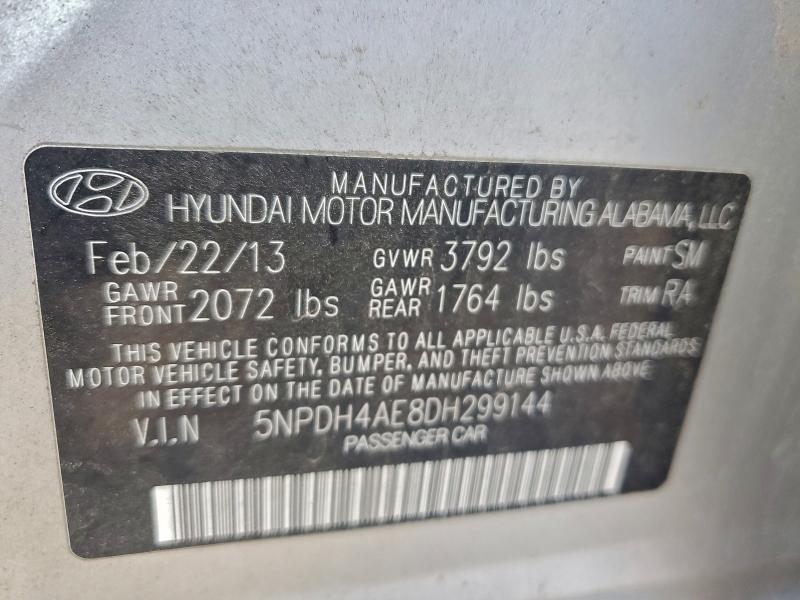 MANUFACTURED BY
HYUNDAI MOTOR MANUFACTURING ALABAMA, LLC
Feb/22/13 GVWR 3792 lbs PAINT SM
GAWR FRONT 2072 lbs GAWR REAR 1764 lbs TRIM RA
THIS VEHICLE CONFORMS TO ALL APPLICABLE U.S.A. FEDERAL
MOTOR VEHICLE SAFETY, BUMPER, AND THEFT PREVENTION STANDARDS
IN EFFECT ON THE DATE OF MANUFACTURE SHOWN ABOVE.
V.I.N 5NPDH4AE8DH299144
PASSENGER CAR